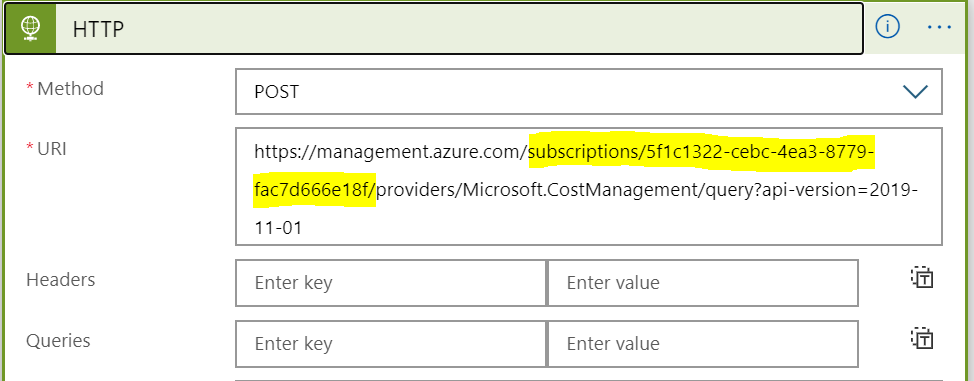 HTTP
* Method
POST
* URI
https://management.azure.com/subscriptions/5f1c1322-cebc-4ea3-8779-
fac7d666e18f/providers/Microsoft.CostManagement/query?api-version=2019-
11-01
Headers
Enter key
Enter value
Queries
Enter key
Enter value